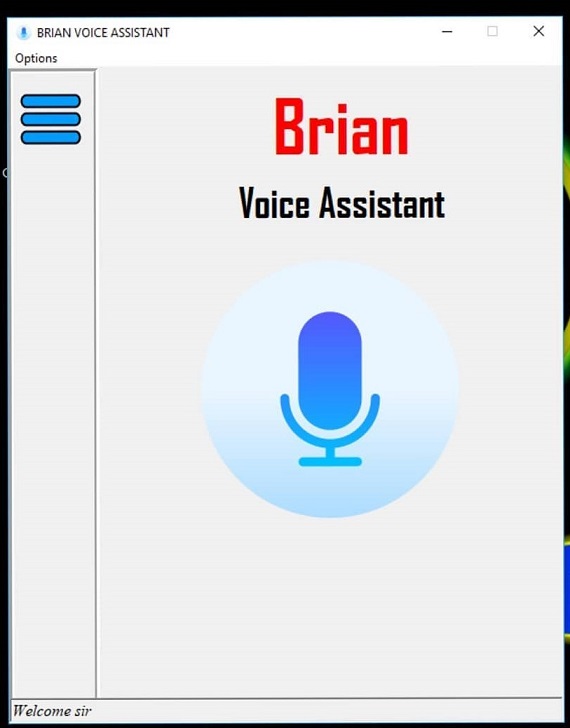 BRIAN VOICE ASSISTANT
Options
Brian
Voice Assistant
Welcome sir